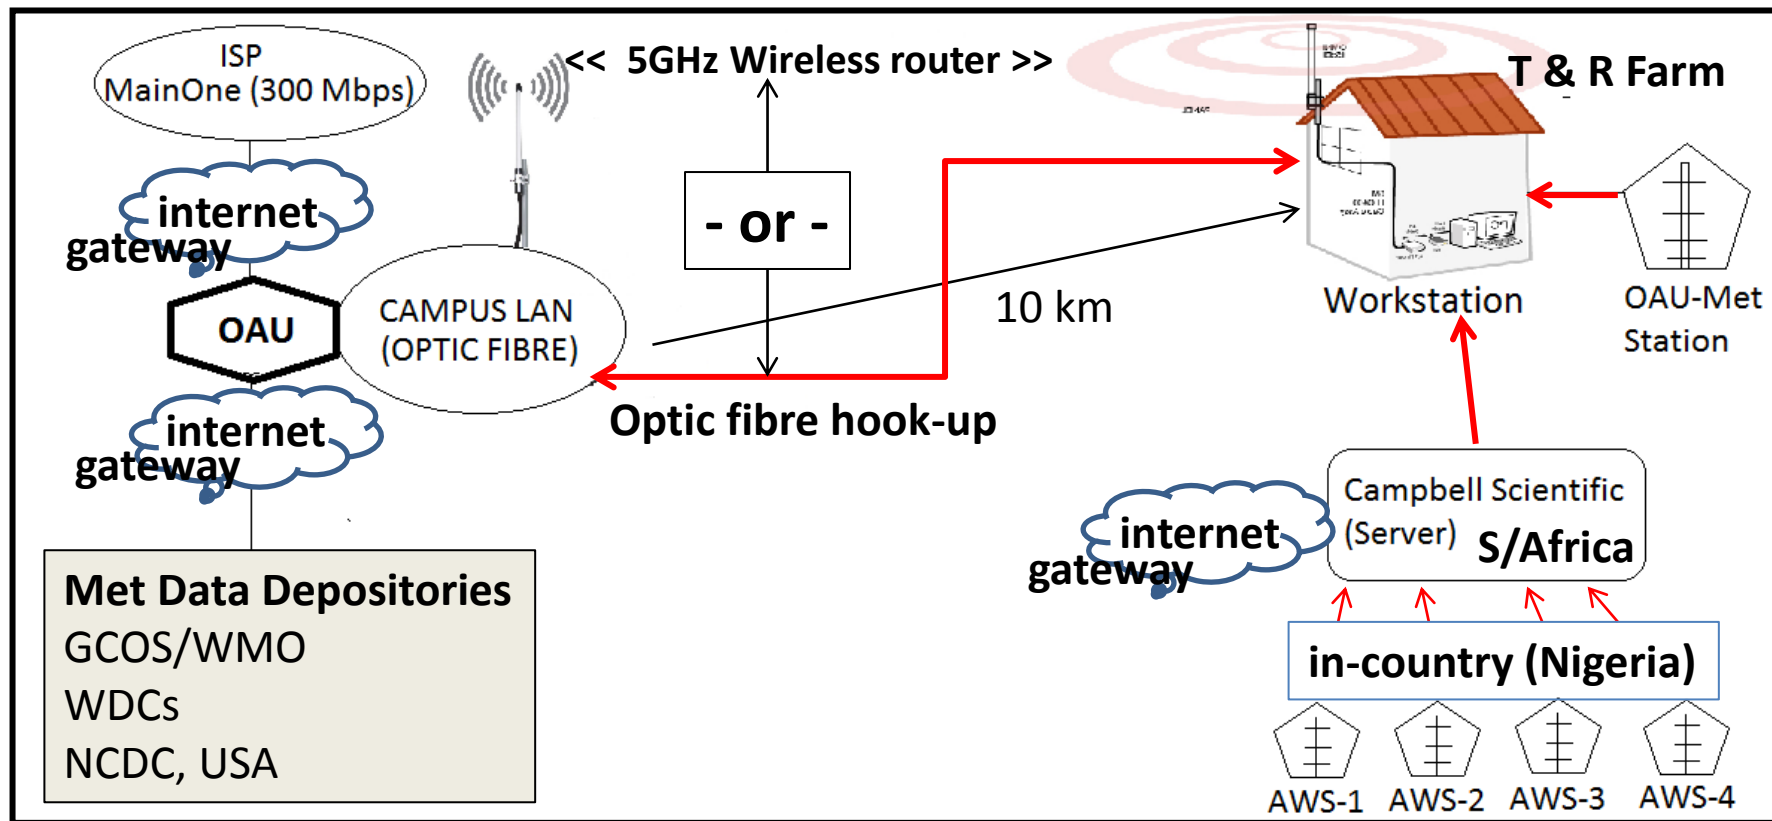 ISP
MainOne (300 Mbps)
<< 5GHz Wireless router >>
T & R Farm
internet
gateway
- or -
OAU
CAMPUS LAN
(OPTIC FIBRE)
10 km
Workstation
OAU-Met
Station
Optic fibre hook-up
internet
gateway
Campbell Scientific
(Server) S/Africa
internet
gateway
Met Data Depositories
GCOS/WMO
WDCs
NCDC, USA
in-country (Nigeria)
AWS-1 AWS-2 AWS-3 AWS-4